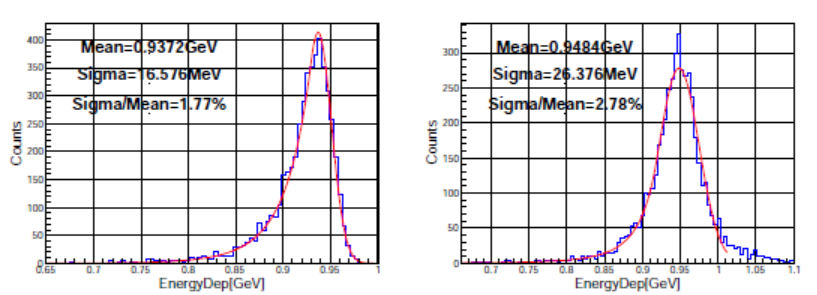 400
350
300
250
200
150
100
50
0
Counts
Mean=0.9372GeV
Sigma=16.576MeV
Sigma/Mean=1.77%
0.65 0.7 0.75 0.8 0.85 0.9 0.95 1
EnergyDep[GeV]
300
250
200
150
100
50
0
Counts
Mean=0.9484GeV
Sigma=26.376MeV
Sigma/Mean=2.78%
0.7 0.75 0.8 0.85 0.9 0.95 1 1.05 1.1
EnergyDep[GeV]